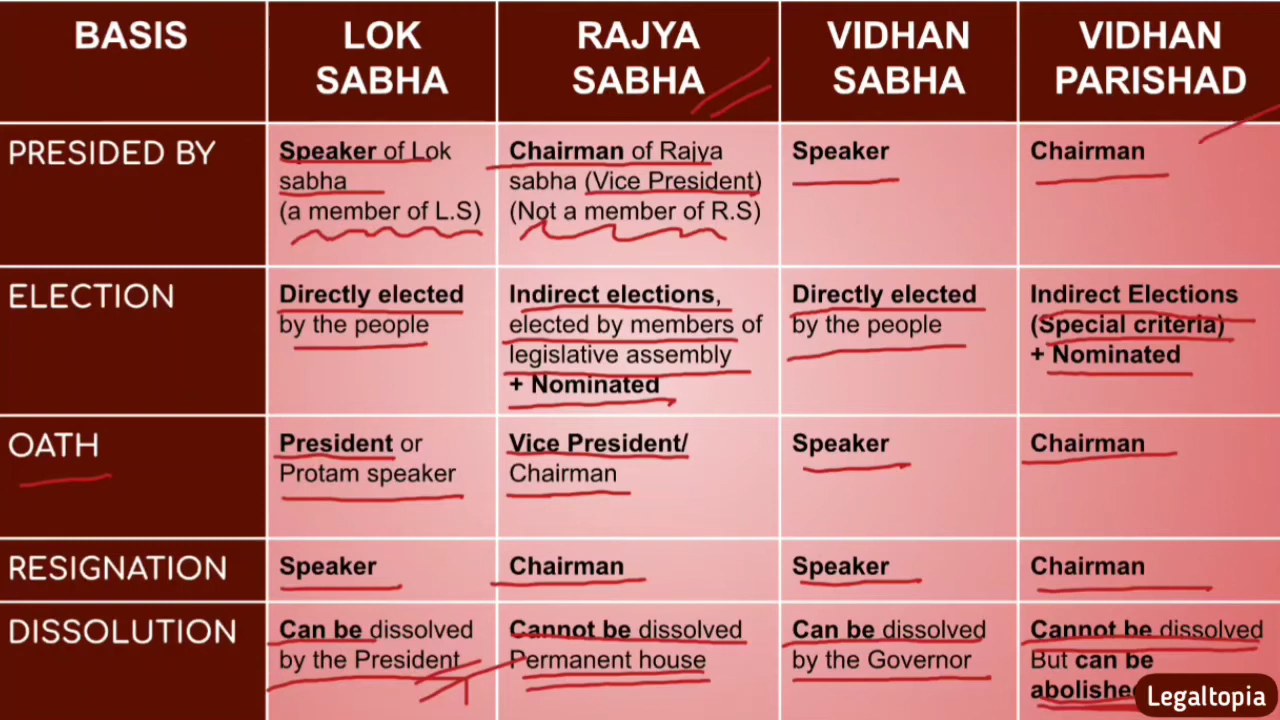 BASIS
LOK
SABHA
RAJYA
SABHA
VIDHAN
SABHA
VIDHAN
PARISHAD
PRESIDED BY
Speaker of Lok
sabha
(a member of L.S)
Chairman of Rajya
sabha (Vice President)
(Not a member of R.S)
Speaker
Chairman
ELECTION
Directly elected
by the people
Indirect elections,
elected by members of
legislative assembly
+ Nominated
Directly elected
by the people
Indirect Elections
(Special criteria)
+ Nominated
OATH
President or
Protam speaker
Vice President/
Chairman
Speaker
Chairman
RESIGNATION
Speaker
Chairman
Speaker
Chairman
DISSOLUTION
Can be dissolved
by the President
Cannot be dissolved
Permanent house
Can be dissolved
by the Governor
Cannot be dissolved
But can be
Legaltopia